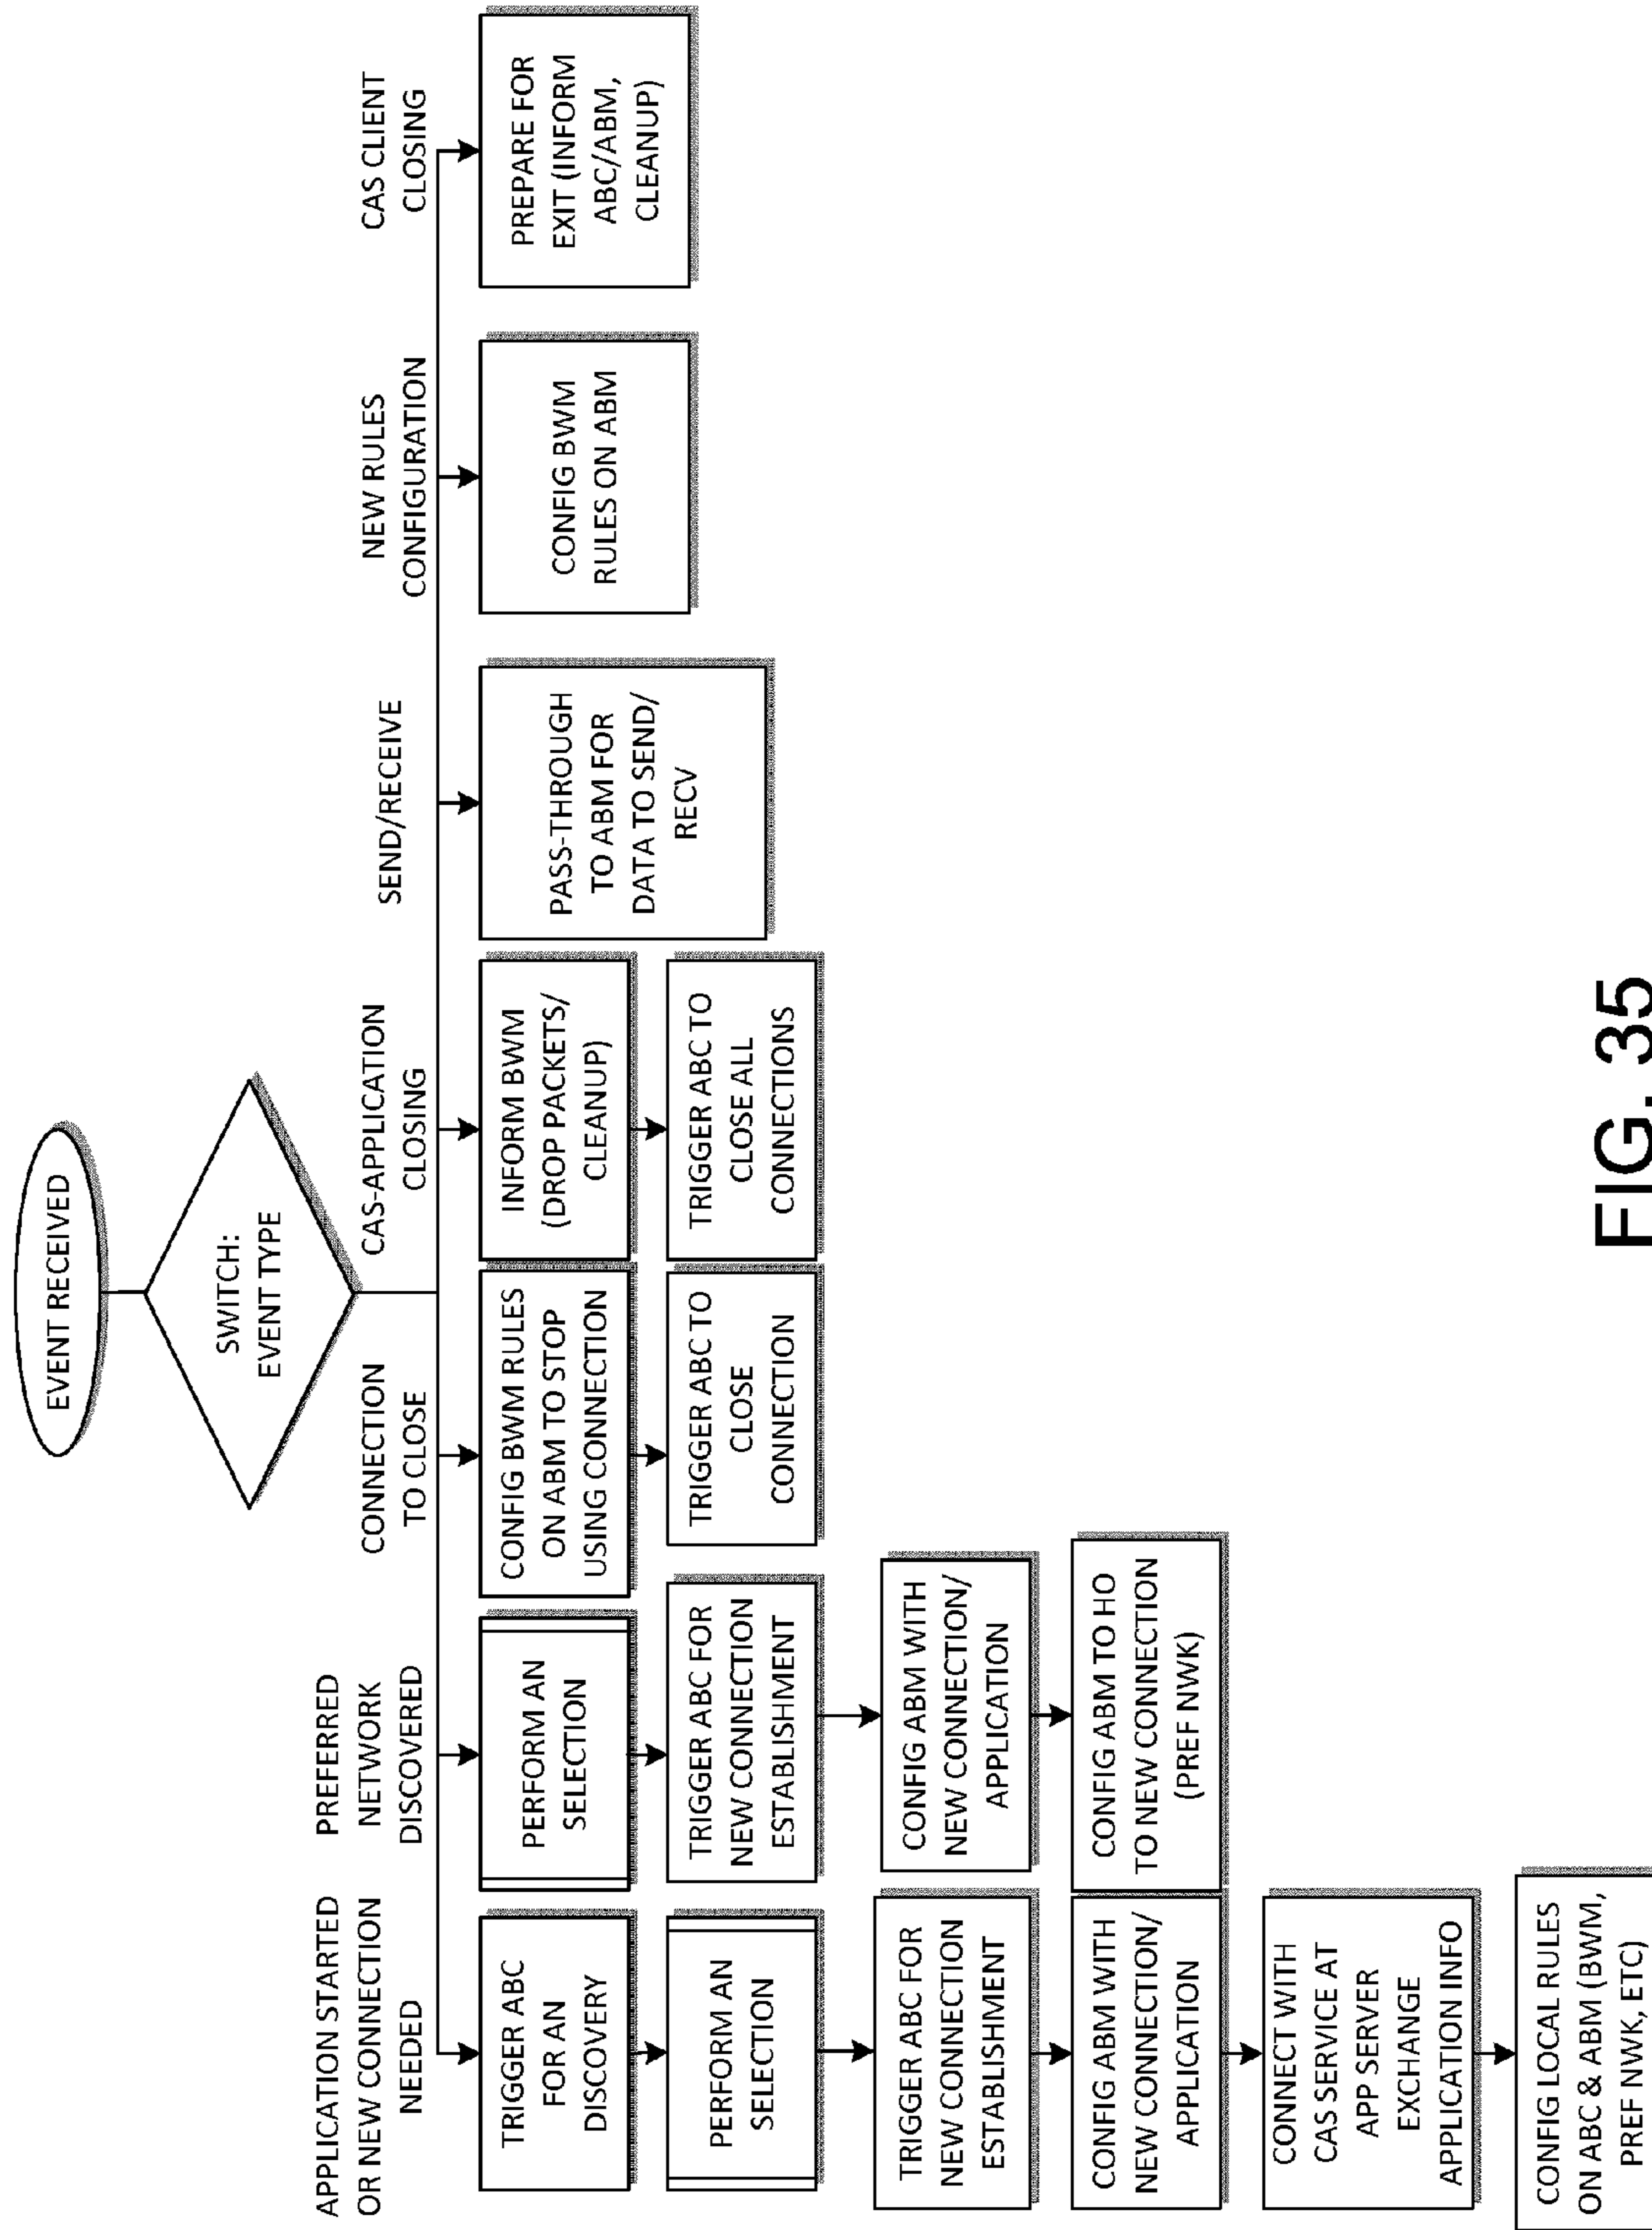 EVENT RECEIVED
SWITCH:
EVENT TYPE
APPLICATION STARTED
OR NEW CONNECTION
NEEDED
TRIGGER ABC
FOR AN
DISCOVERY
PERFORM AN
SELECTION
TRIGGER ABC FOR
NEW CONNECTION
ESTABLISHMENT
CONFIG ABM WITH
NEW CONNECTION/
APPLICATION
CONNECT WITH
CAS SERVICE AT
APP SERVER
EXCHANGE
APPLICATION INFO
CONFIG LOCAL RULES
ON ABC & ABM (BWM,
PREF NWK, ETC)
PREFERRED
NETWORK
DISCOVERED
PERFORM AN
SELECTION
TRIGGER ABC FOR
NEW CONNECTION
ESTABLISHMENT
CONFIG ABM WITH
NEW CONNECTION/
APPLICATION
CONFIG ABM TO HO
TO NEW CONNECTION
(PREF NWK)
CONNECTION
TO CLOSE
CONFIG BWM RULES
ON ABM TO STOP
USING CONNECTION
TRIGGER ABC TO
CLOSE
CONNECTION
CAS-APPLICATION
CLOSING
INFORM BWM
(DROP PACKETS/
CLEANUP)
TRIGGER ABC TO
CLOSE ALL
CONNECTIONS
SEND/RECEIVE
PASS-THROUGH
TO ABM FOR
DATA TO SEND/
RECV
NEW RULES
CONFIGURATION
CONFIG BWM
RULES ON ABM
CAS CLIENT
CLOSING
PREPARE FOR
EXIT (INFORM
ABC/ABM,
CLEANUP)
FIG. 35